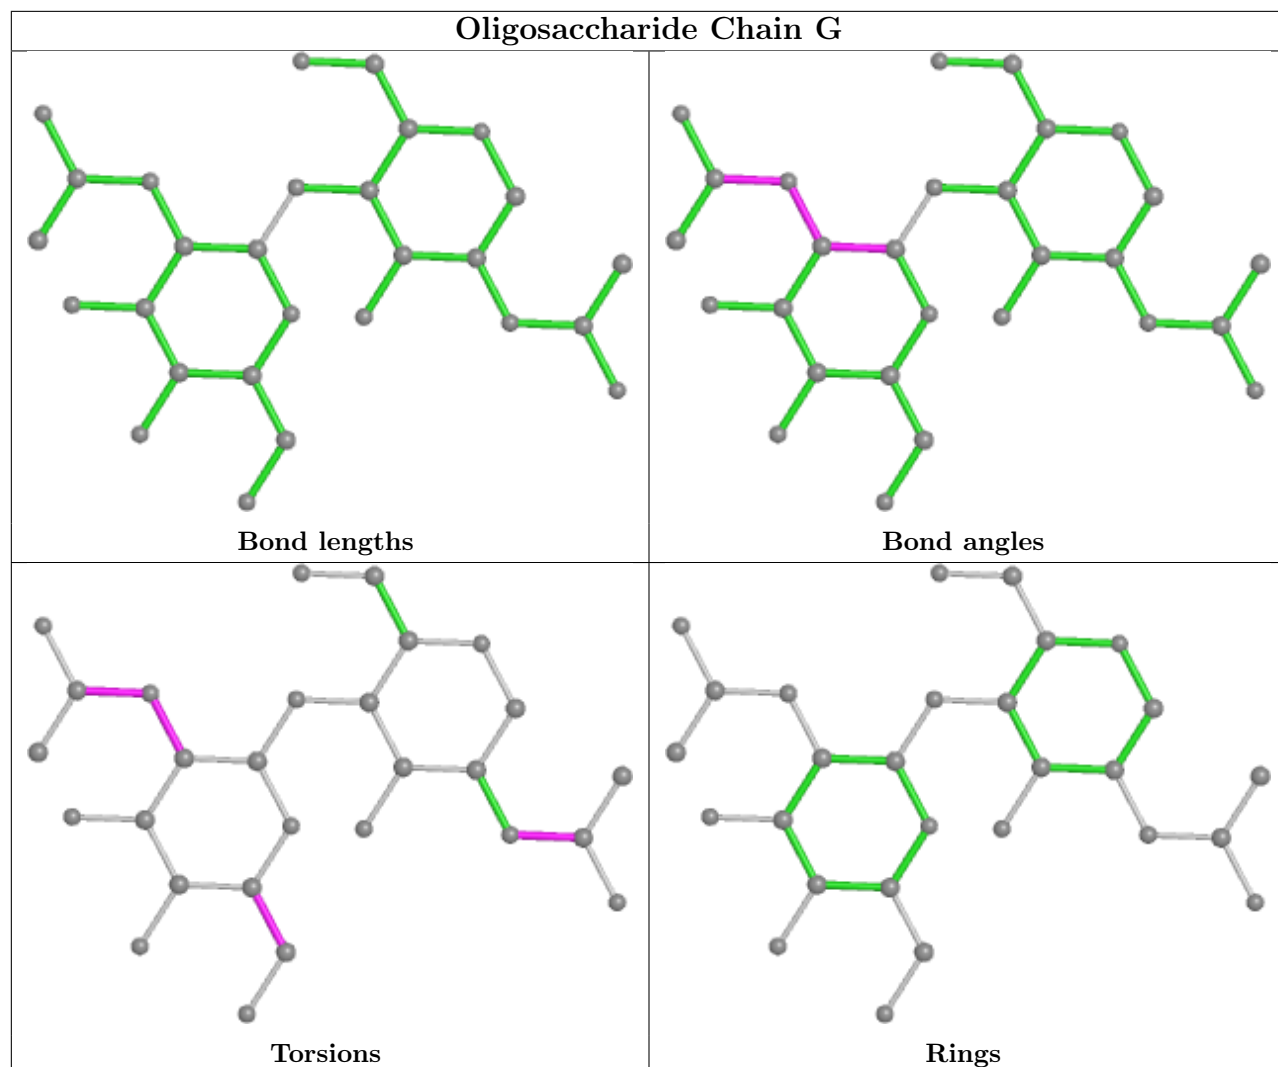 Oligosaccharide Chain G
Bond lengths
Bond angles
Torsions
Rings